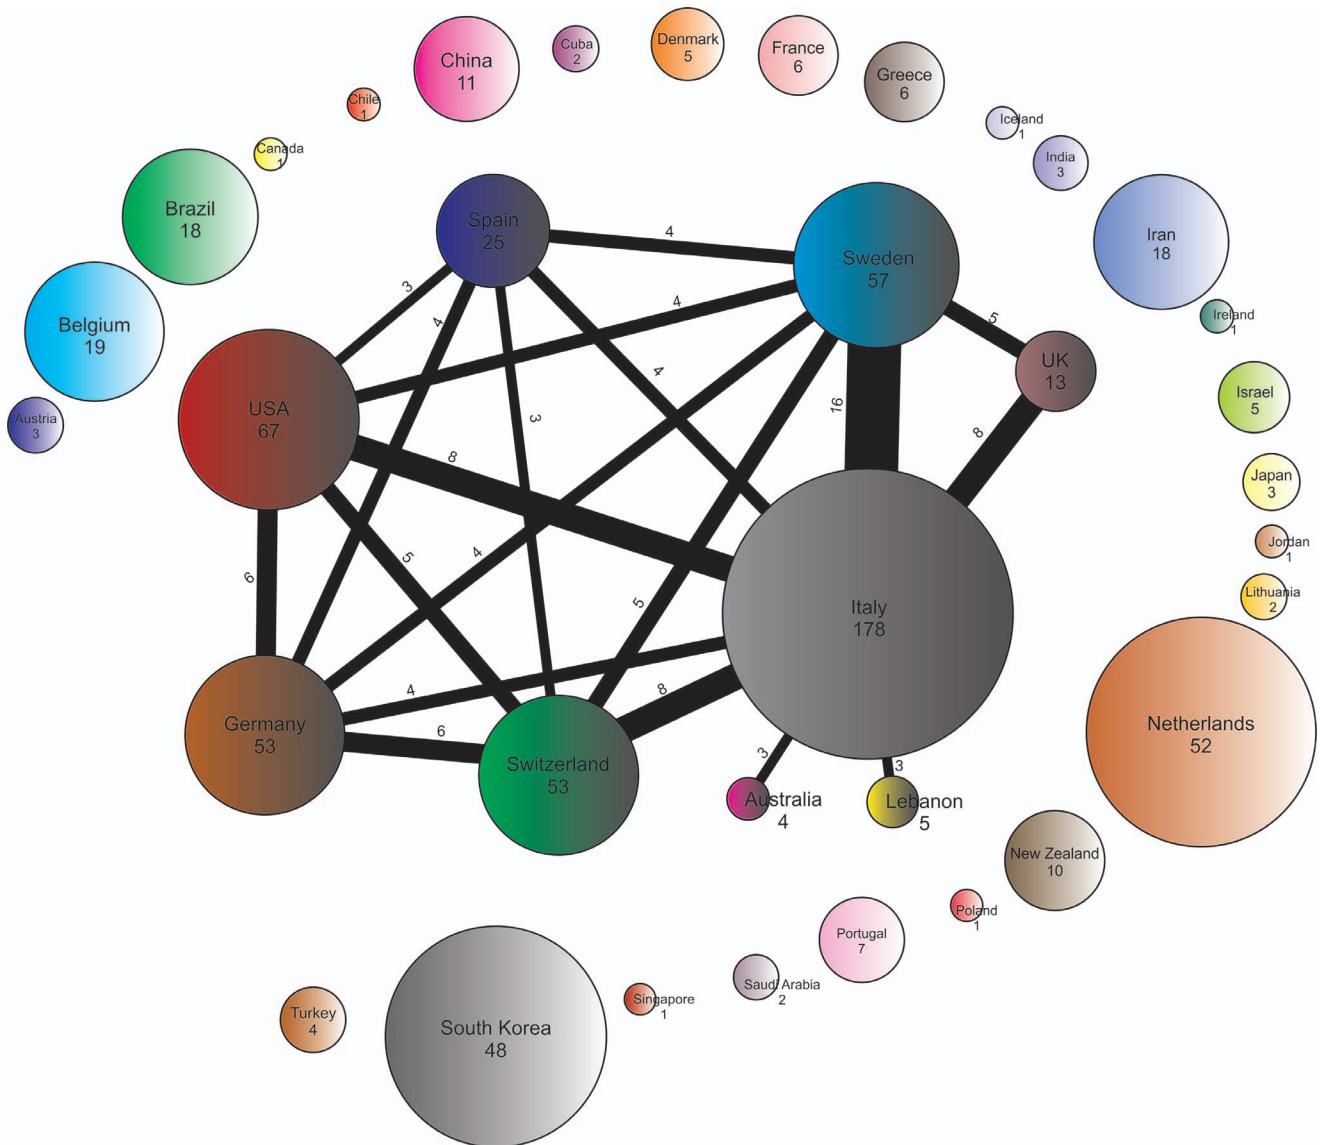 China
11
Cuba
2
Denmark
5
France
6
Greece
6
Chile
1
Iceland
1
Canada
1
India
3
Brazil
18
Spain
25
4
Sweden
57
Iran
18
Belgium
19
3
4
4
5
Ireland
1
UK
13
4
Israel
5
USA
67
Austria
3
16
3
8
8
Japan
3
5
4
6
Jordan
1
Lithuania
2
5
Italy
178
4
8
Germany
53
6
Netherlands
52
Switzerland
53
3
3
Australia
4
Lebanon
5
New Zealand
10
Poland
1
Portugal
7
Saudi Arabia
2
Singapore
1
Turkey
4
South Korea
48